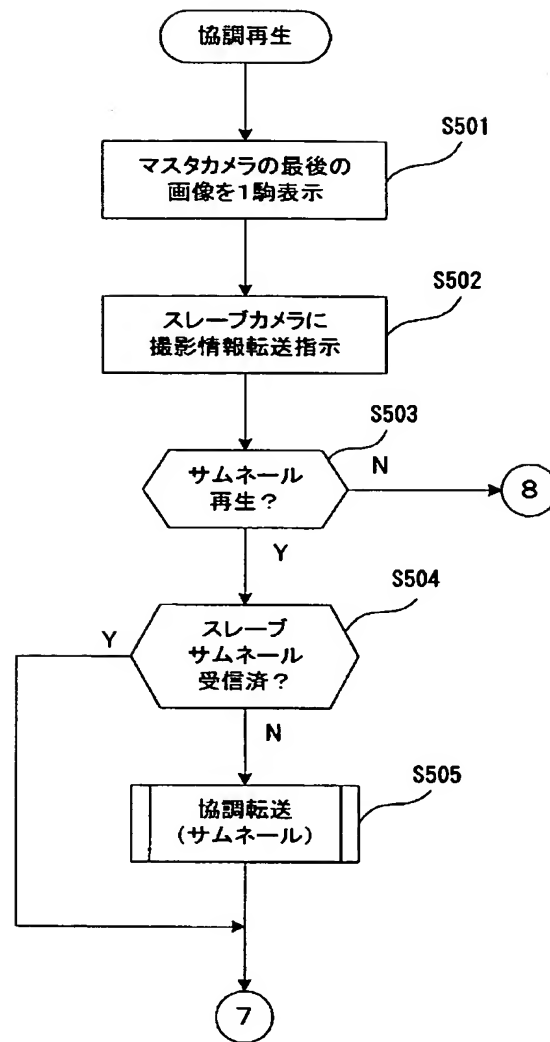 協調再生
S501
マスタカメラの最後の
画像を1駒表示
S502
スレーブカメラに
撮影情報転送指示
S503
サムネール
再生?
N
8
Y
S504
スレーブ
サムネール
受信済?
Y
N
S505
協調転送
(サムネール)
7